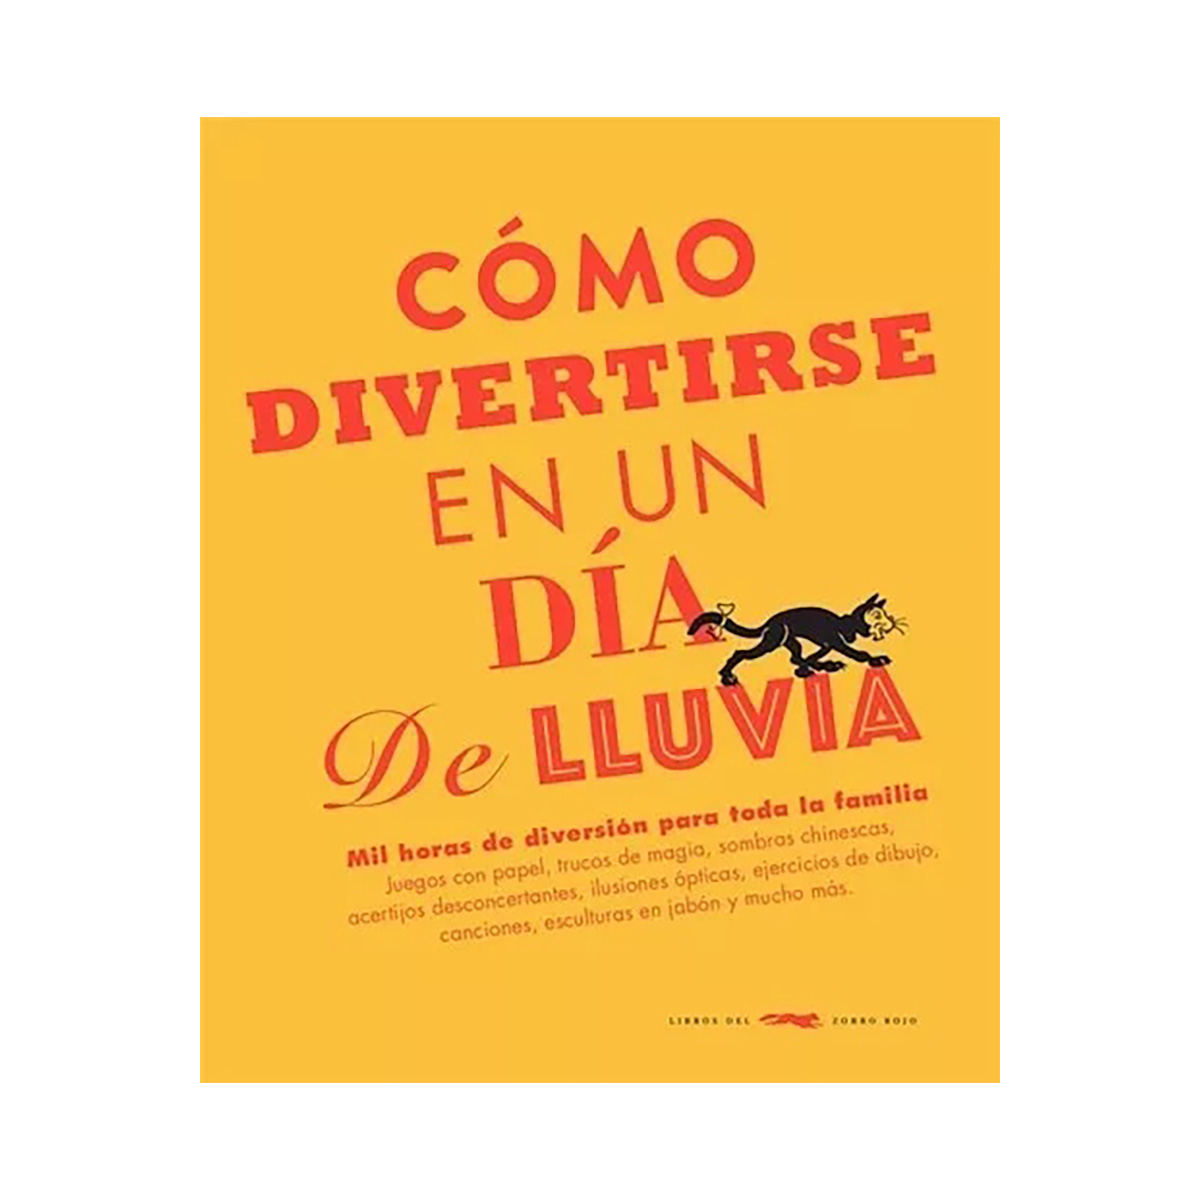 CÓMO
DIVERTIRSE
EN UN
DÍA
De LLUVIA
Mil horas de diversión para toda la familia
Juegos con papel, trucos de magia, sombras chinescas,
acertijos desconcertantes, ilusiones ópticas, ejercicios de dibujo,
canciones, esculturas en jabón y mucho más.
LIBROS DEL ZORRO ROJO